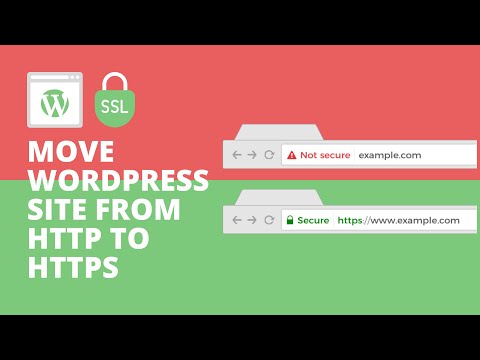 SSL
MOVE
WORDPRESS
SITE FROM
HTTP TO
HTTPS
Not secure example.com
Secure https://www.example.com